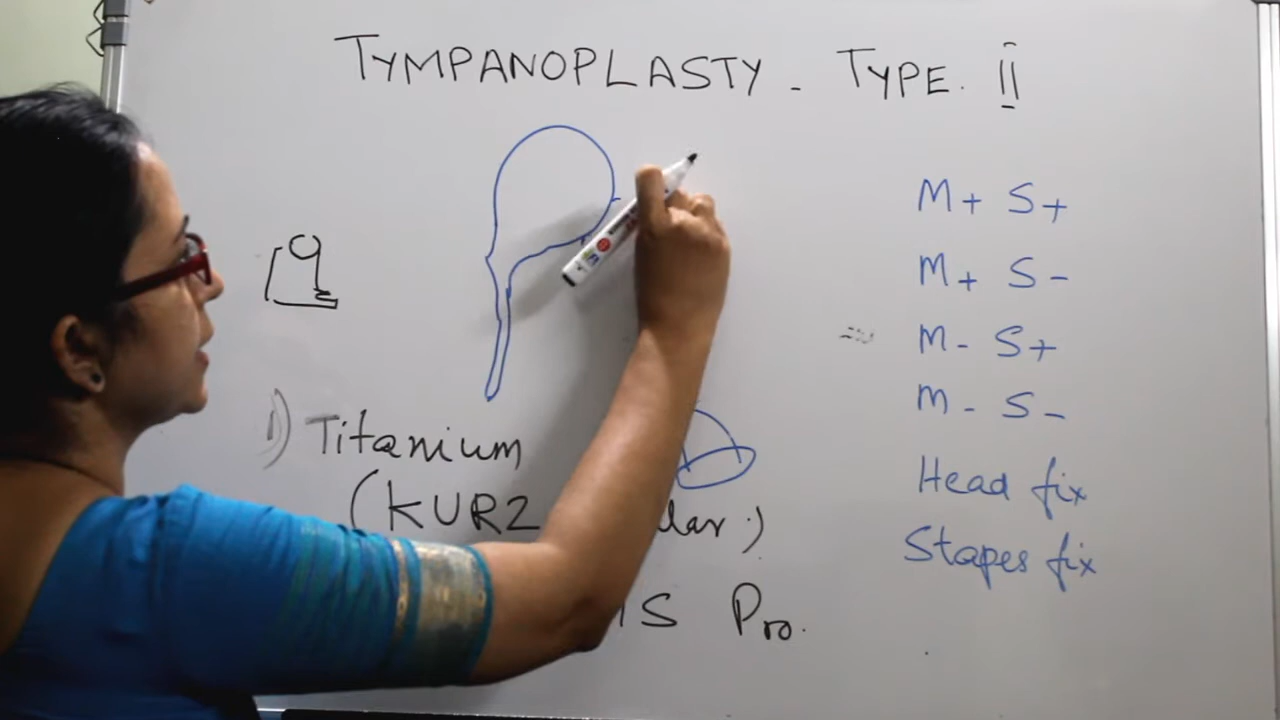 TYMPANOPLASTY - TYPE. II
M+ S+
M+ S-
M- S+
M- S-
Head fix
Stapes fix
1) Titanium
(KURZ
Pro.